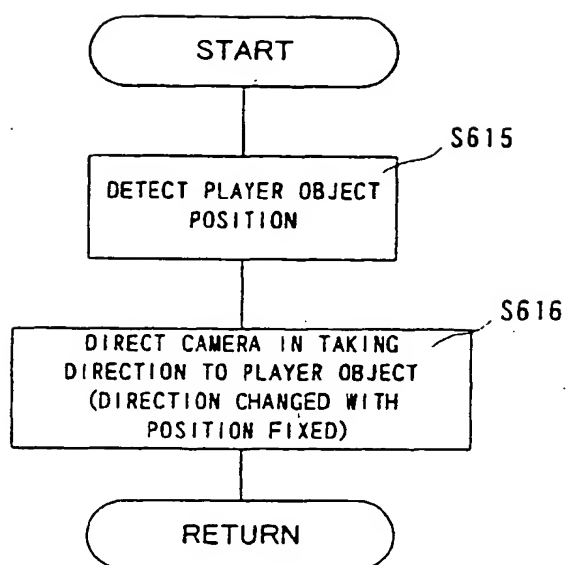 START
S615
DETECT PLAYER OBJECT
POSITION
S616
DIRECT CAMERA IN TAKING
DIRECTION TO PLAYER OBJECT
(DIRECTION CHANGED WITH
POSITION FIXED)
RETURN